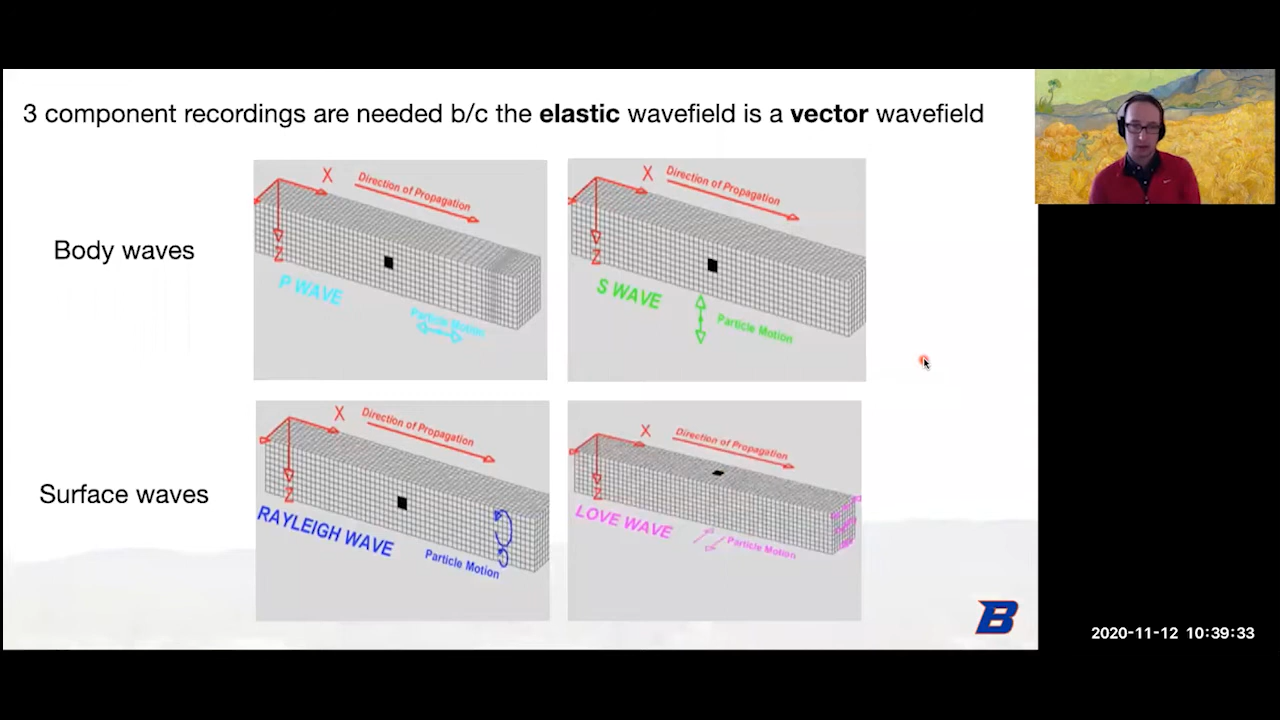 3 component recordings are needed b/c the elastic wavefield is a vector wavefield
Body waves
X
Direction of Propagation
Z
P WAVE
Particle Motion
X
Direction of Propagation
Z
S WAVE
Particle Motion
Surface waves
X
Direction of Propagation
Z
RAYLEIGH WAVE
Particle Motion
X
Direction of Propagation
Z
LOVE WAVE
Particle Motion
B
2020-11-12 10:39:33